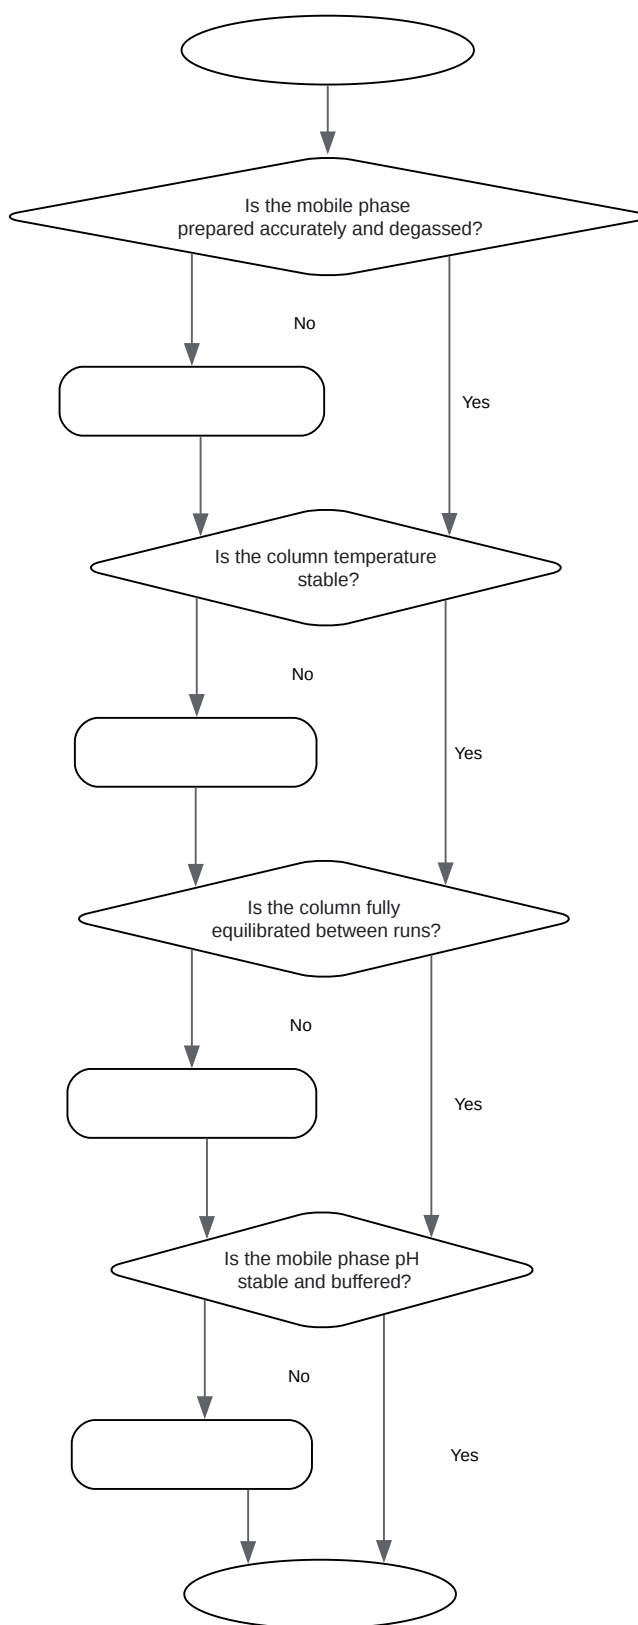 Is the mobile phase
prepared accurately and degassed?
No
Yes
Is the column temperature
stable?
No
Yes
Is the column fully
equilibrated between runs?
No
Yes
Is the mobile phase pH
stable and buffered?
No
Yes